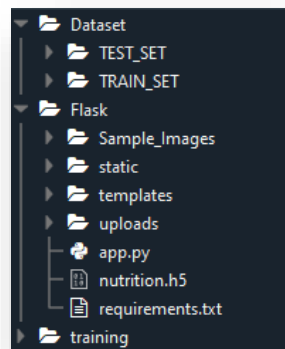 Dataset
TEST_SET
TRAIN_SET
Flask
Sample_Images
static
templates
uploads
app.py
nutrition.h5
requirements.txt
training